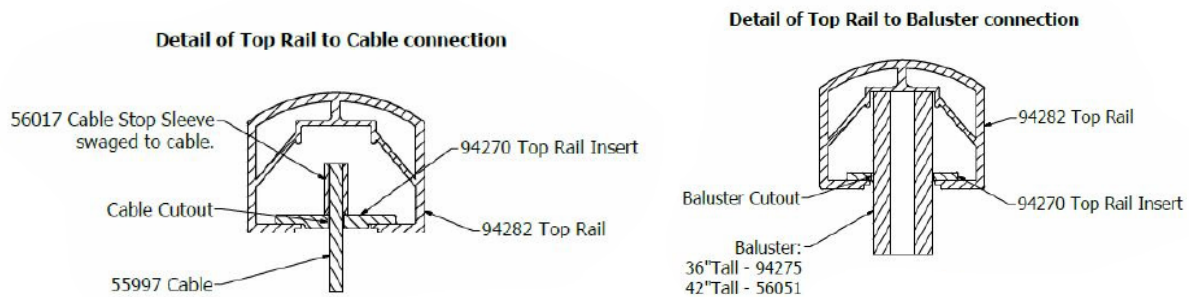 Detail of Top Rail to Cable connection
56017 Cable Stop Sleeve
swaged to cable.
94270 Top Rail Insert
Cable Cutout
94282 Top Rail
55997 Cable
Detail of Top Rail to Baluster connection
94282 Top Rail
Baluster Cutout
94270 Top Rail Insert
Baluster:
36"Tall - 94275
42"Tall - 56051